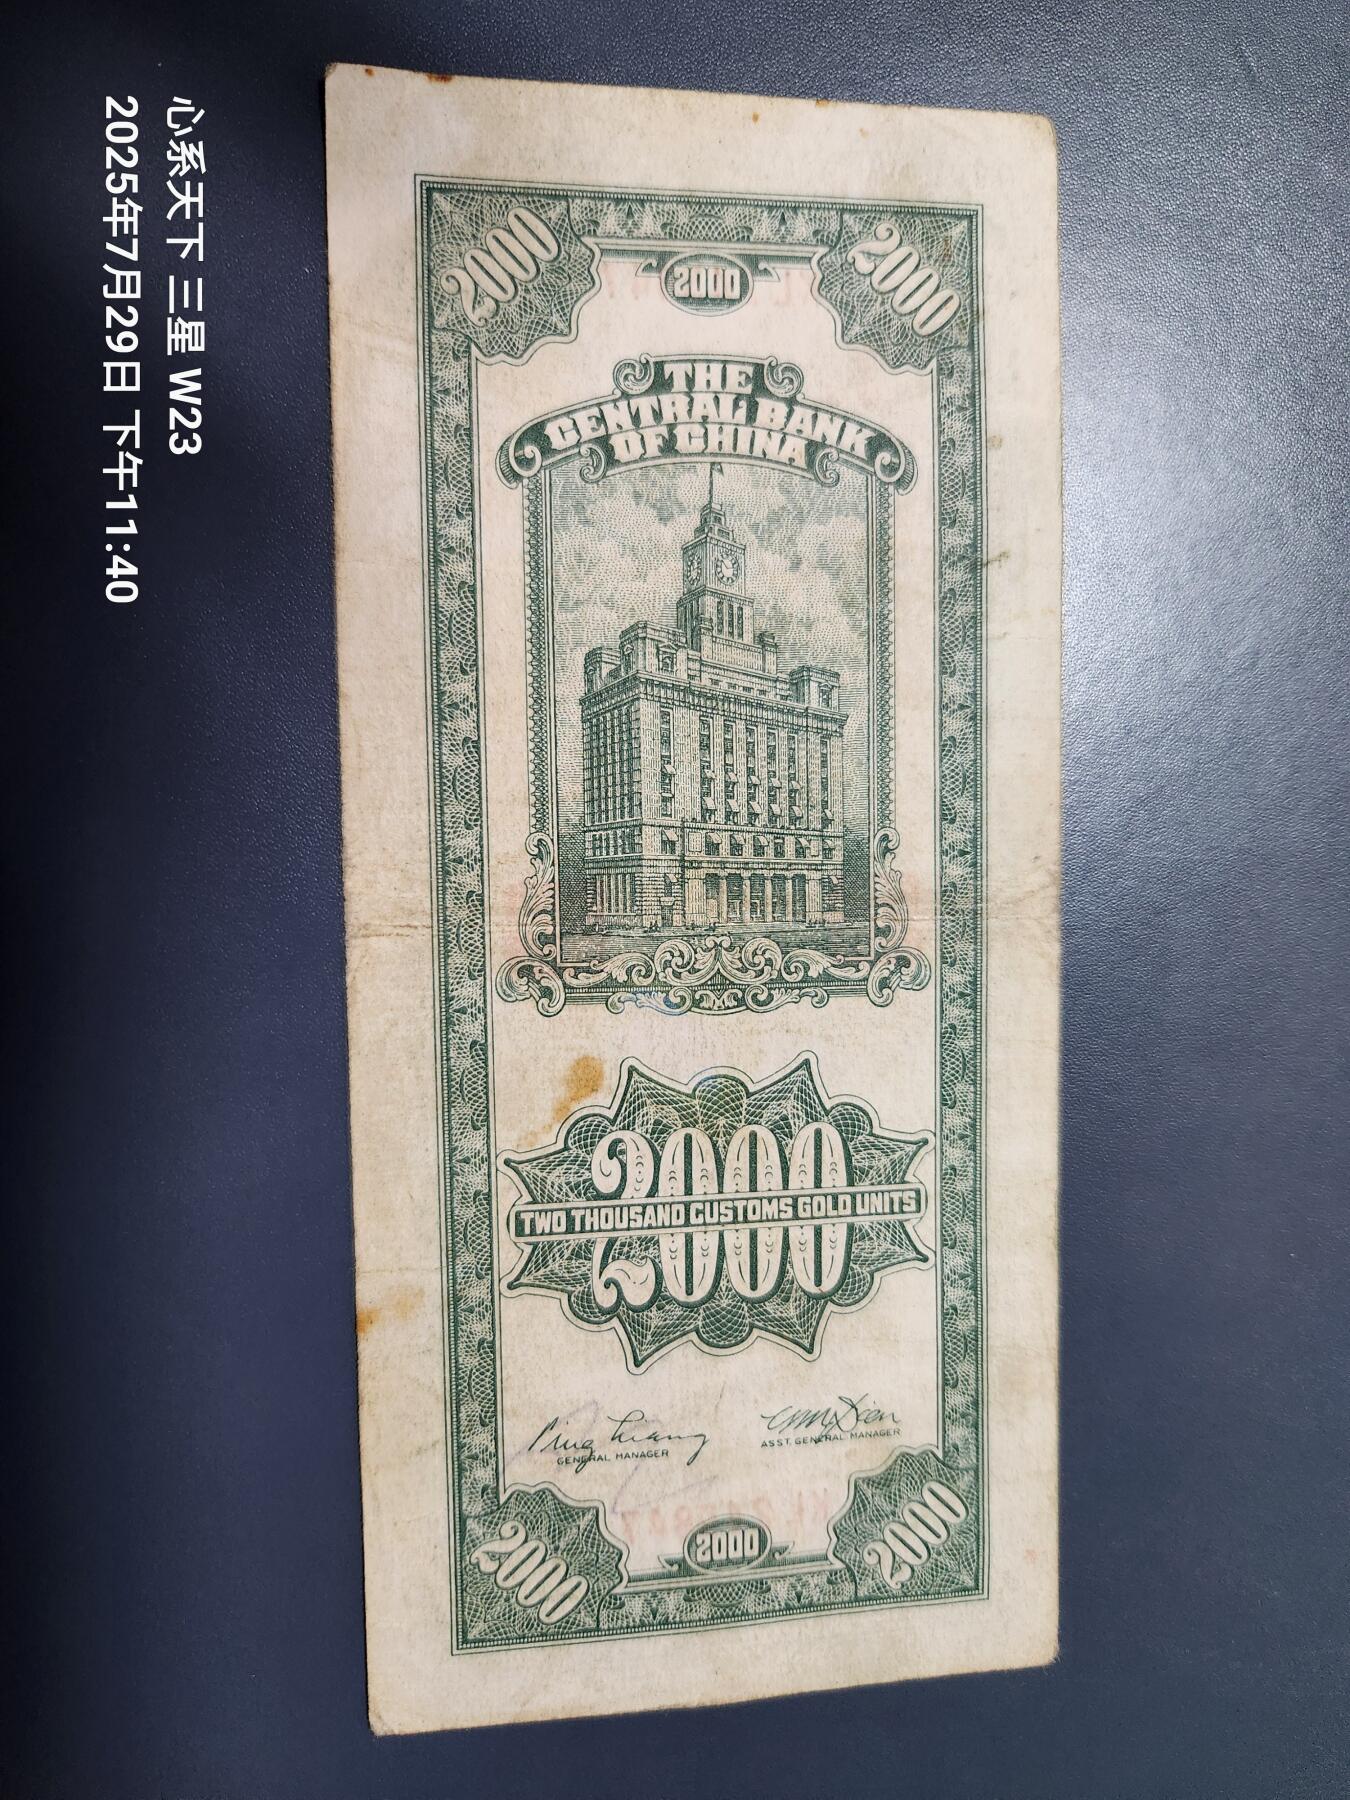 心系天下 三星 W23
2025年7月29日 下午11:40
2000
2000
2000
THE
CENTRAL BANK
OF CHINA
2000
TWO THOUSAND CUSTOMS GOLD UNITS
Ping Liang
GENERAL MANAGER
ASST. GENERAL MANAGER
2000
2000
2000